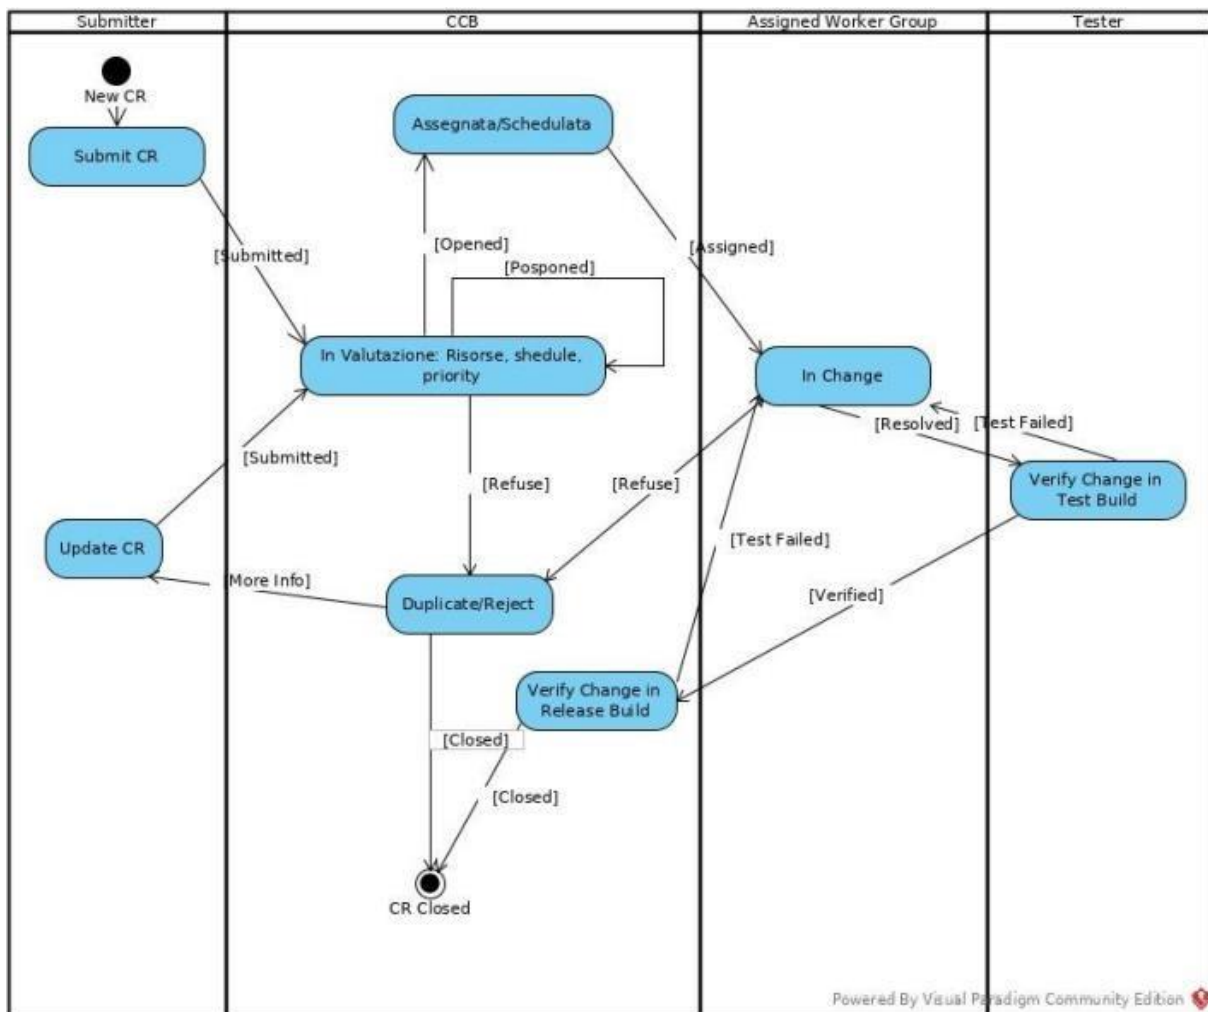 Submitter
CCB
Assigned Worker Group
Tester
New CR
Submit CR
Assegnata/Schedulata
[Submitted]
[Opened]
[Assigned]
[Posponed]
In Valutazione: Risorse, shedule,
priority
In Change
[Resolved]
[Test Failed]
[Submitted]
[Refuse]
[Refuse]
Verify Change in
Test Build
Update CR
[Test Failed]
[More Info]
Duplicate/Reject
[Verified]
Verify Change in
Release Build
[Closed]
[Closed]
CR Closed
Powered By Visual Paradigm Community Edition